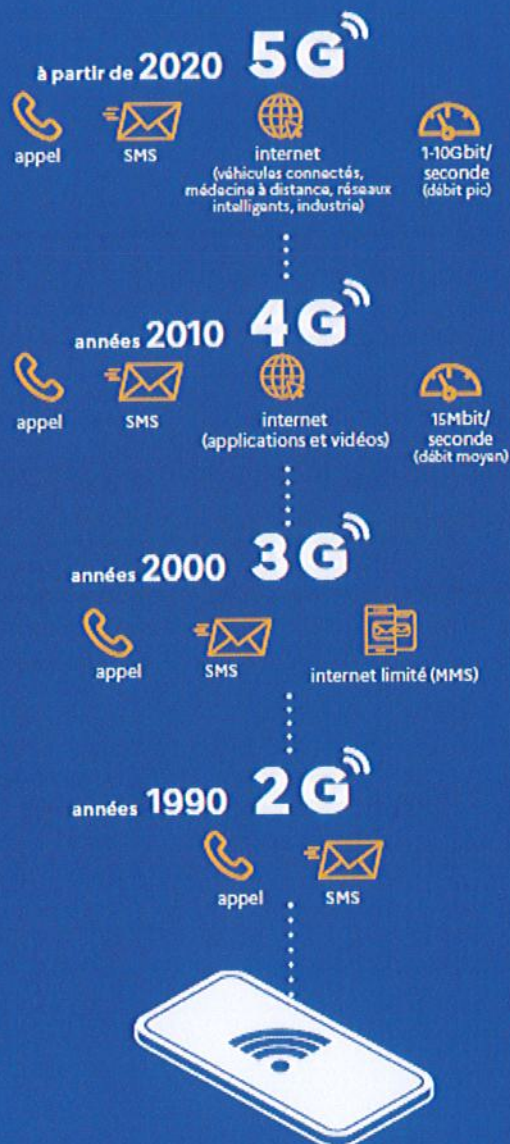 à partir de 2020 5G
appel
SMS
internet
(véhicules connectés,
médecine à distance, réseaux
intelligents, industrie)
1-10Gbit/
seconde
(débit pic)
années 2010 4G
appel
SMS
internet
(applications et vidéos)
15Mbit/
seconde
(débit moyen)
années 2000 3G
appel
SMS
internet limité (MMS)
années 1990 2G
appel
SMS